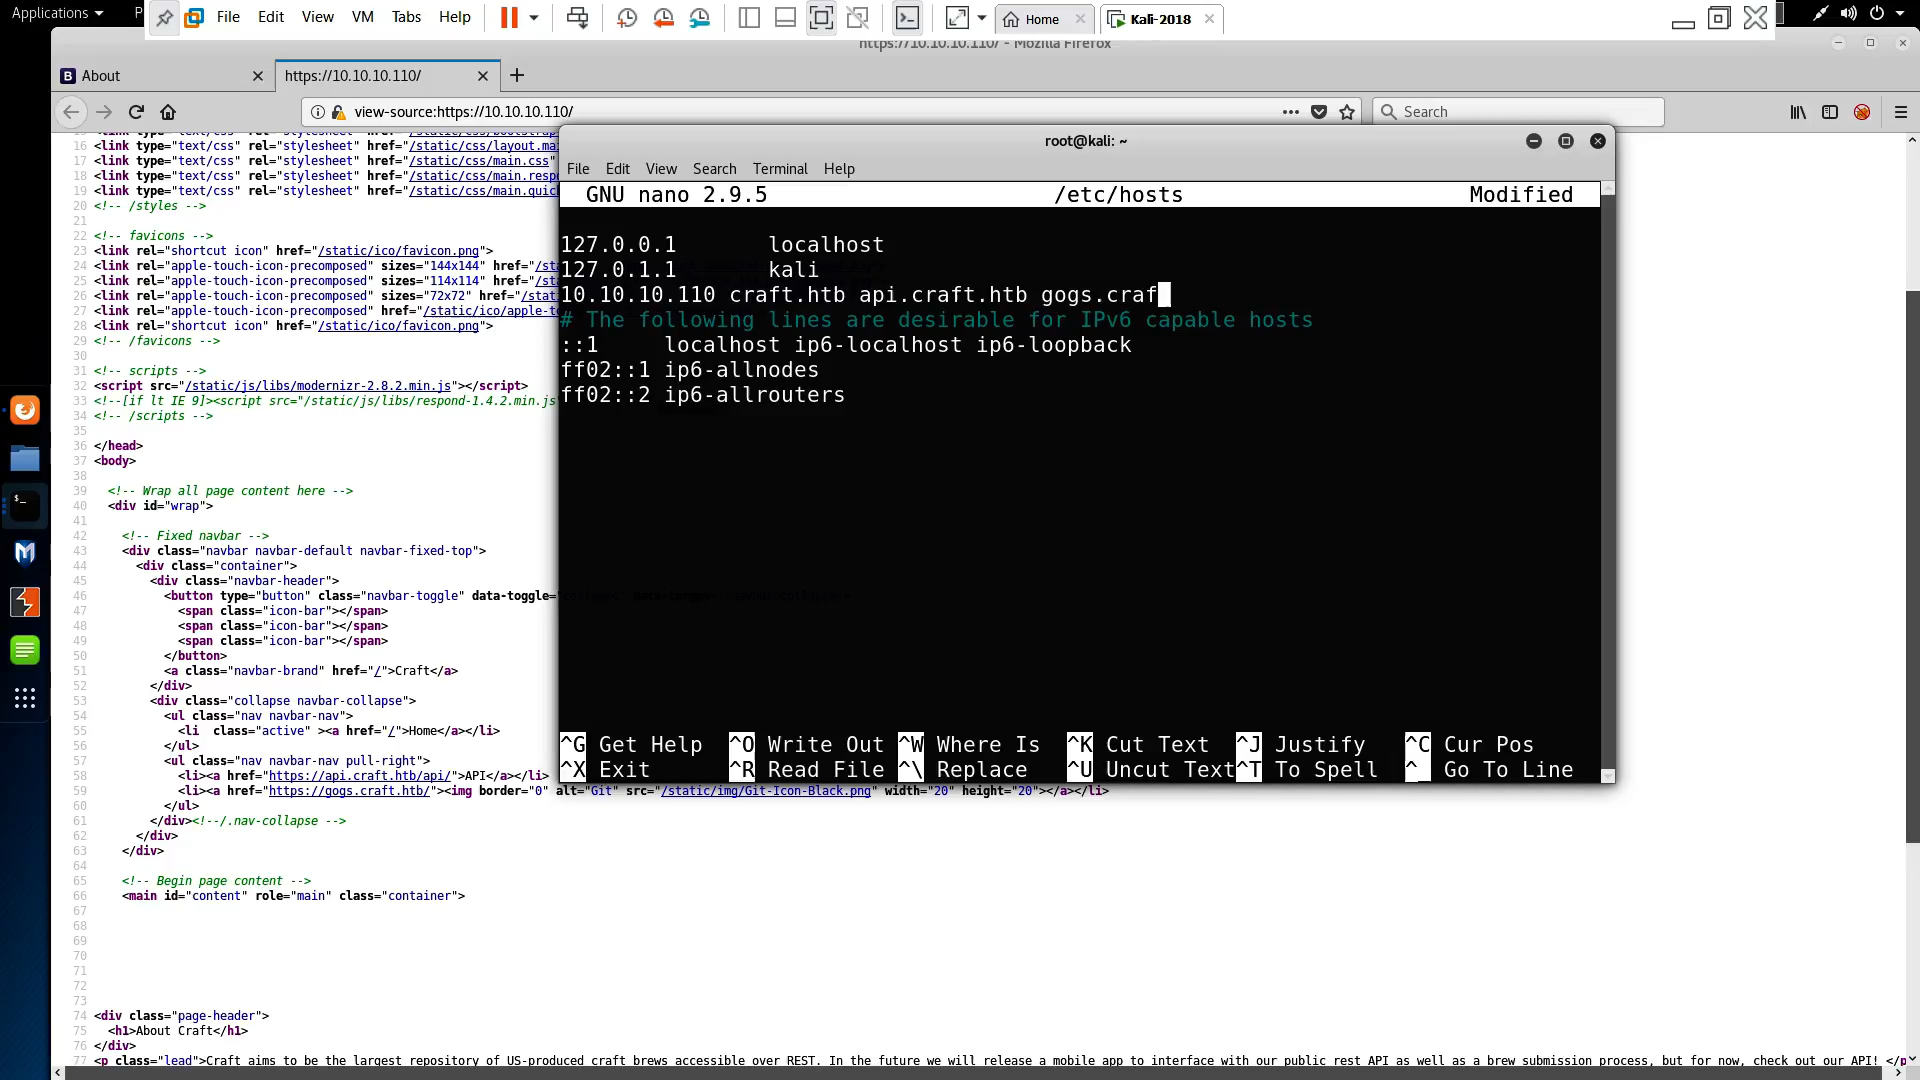 Applications
File Edit View VM Tabs Help
Home
Kali-2018
https://10.10.10.110/ - Mozilla Firefox
About
https://10.10.10.110/
view-source:https://10.10.10.110/
Search
16 <link type="text/css" rel="stylesheet" href="/static/css/layout.ma
17 <link type="text/css" rel="stylesheet" href="/static/css/main.css"
18 <link type="text/css" rel="stylesheet" href="/static/css/main.resp
19 <link type="text/css" rel="stylesheet" href="/static/css/main.quic
20 <!-- /styles -->
21
22 <!-- favicons -->
23 <link rel="shortcut icon" href="/static/ico/favicon.png">
24 <link rel="apple-touch-icon-precomposed" sizes="144x144" href="/st
25 <link rel="apple-touch-icon-precomposed" sizes="114x114" href="/st
26 <link rel="apple-touch-icon-precomposed" sizes="72x72" href="/stat
27 <link rel="apple-touch-icon-precomposed" href="/static/ico/apple-to
28 <link rel="shortcut icon" href="/static/ico/favicon.png">
29 <!-- /favicons -->
30
31 <!-- scripts -->
32 <script src="/static/js/libs/modernizr-2.8.2.min.js"></script>
33 <!--[if lt IE 9]><script src="/static/js/libs/respond-1.4.2.min.js"
34 <!-- /scripts -->
35
36 </head>
37 <body>
38
39 <!-- Wrap all page content here -->
40 <div id="wrap">
41
42 <!-- Fixed navbar -->
43 <div class="navbar navbar-default navbar-fixed-top">
44 <div class="container">
45 <div class="navbar-header">
46 <button type="button" class="navbar-toggle" data-toggle=
47 <span class="icon-bar"></span>
48 <span class="icon-bar"></span>
49 <span class="icon-bar"></span>
50 </button>
51 <a class="navbar-brand" href="/">Craft</a>
52 </div>
53 <div class="collapse navbar-collapse">
54 <ul class="nav navbar-nav">
55 <li class="active" ><a href="/">Home</a></li>
56 </ul>
57 <ul class="nav navbar-nav pull-right">
58 <li><a href="https://api.craft.htb/api/">API</a></li>
59 <li><a href="https://gogs.craft.htb/"><img border="0" alt="Git" src="/static/img/Git-Icon-Black.png" width="20" height="20"></a></li>
60 </ul>
61 </div><!--/.nav-collapse -->
62 </div>
63 </div>
64
65 <!-- Begin page content -->
66 <main id="content" role="main" class="container">
67
68
69
70
71
72
73
74 <div class="page-header">
75 <h1>About Craft</h1>
76 </div>
77 <p class="lead">Craft aims to be the largest repository of US-produced craft brews accessible over REST. In the future we will release a mobile app to interface with our public rest API as well as a brew submission process, but for now, check out our API! </p
root@kali: ~
File Edit View Search Terminal Help
GNU nano 2.9.5 /etc/hosts Modified
127.0.0.1 localhost
127.0.1.1 kali
10.10.10.110 craft.htb api.craft.htb gogs.craf
# The following lines are desirable for IPv6 capable hosts
::1 localhost ip6-localhost ip6-loopback
ff02::1 ip6-allnodes
ff02::2 ip6-allrouters
^G Get Help ^O Write Out ^W Where Is ^K Cut Text ^J Justify ^C Cur Pos
^X Exit ^R Read File ^\ Replace ^U Uncut Text ^T To Spell ^_ Go To Line